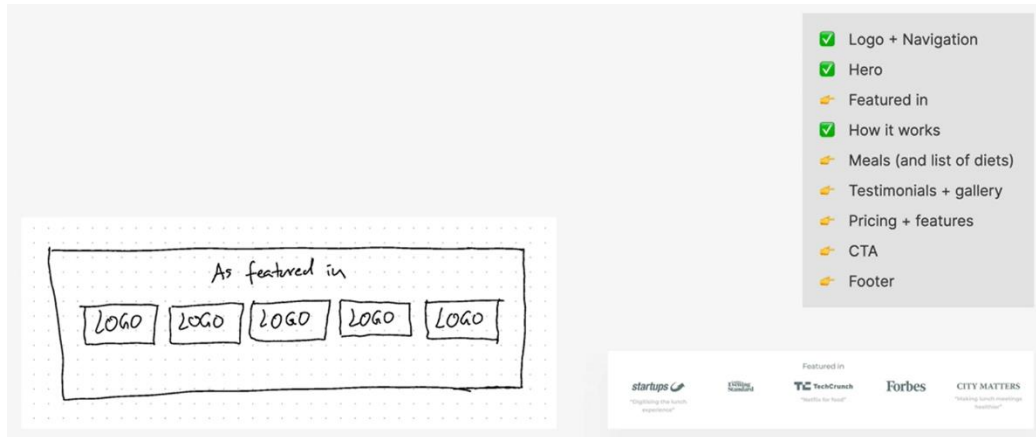 Logo + Navigation
Hero
Featured in
How it works
Meals (and list of diets)
Testimonials + gallery
Pricing + features
CTA
Footer
As featured in
LOGO LOGO LOGO LOGO LOGO
Featured in
startups Evening Standard TechCrunch Forbes CITY MATTERS
"Digitising the lunch experience" "Netflix for food" "Making lunch meetings healthier"